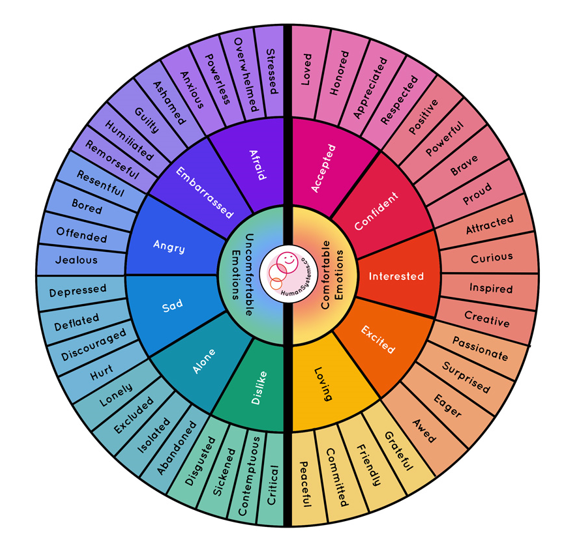 Uncomfortable
Emotions
Comfortable
Emotions
HumanSystems.co
Accepted
Loved
Honored
Appreciated
Respected
Confident
Positive
Powerful
Brave
Proud
Interested
Attracted
Curious
Inspired
Creative
Excited
Passionate
Surprised
Eager
Awed
Loving
Grateful
Friendly
Committed
Peaceful
Dislike
Critical
Contemptuous
Sickened
Disgusted
Alone
Abandoned
Isolated
Excluded
Lonely
Sad
Hurt
Discouraged
Deflated
Depressed
Angry
Jealous
Offended
Bored
Resentful
Embarrassed
Remorseful
Humiliated
Guilty
Ashamed
Afraid
Anxious
Powerless
Overwhelmed
Stressed